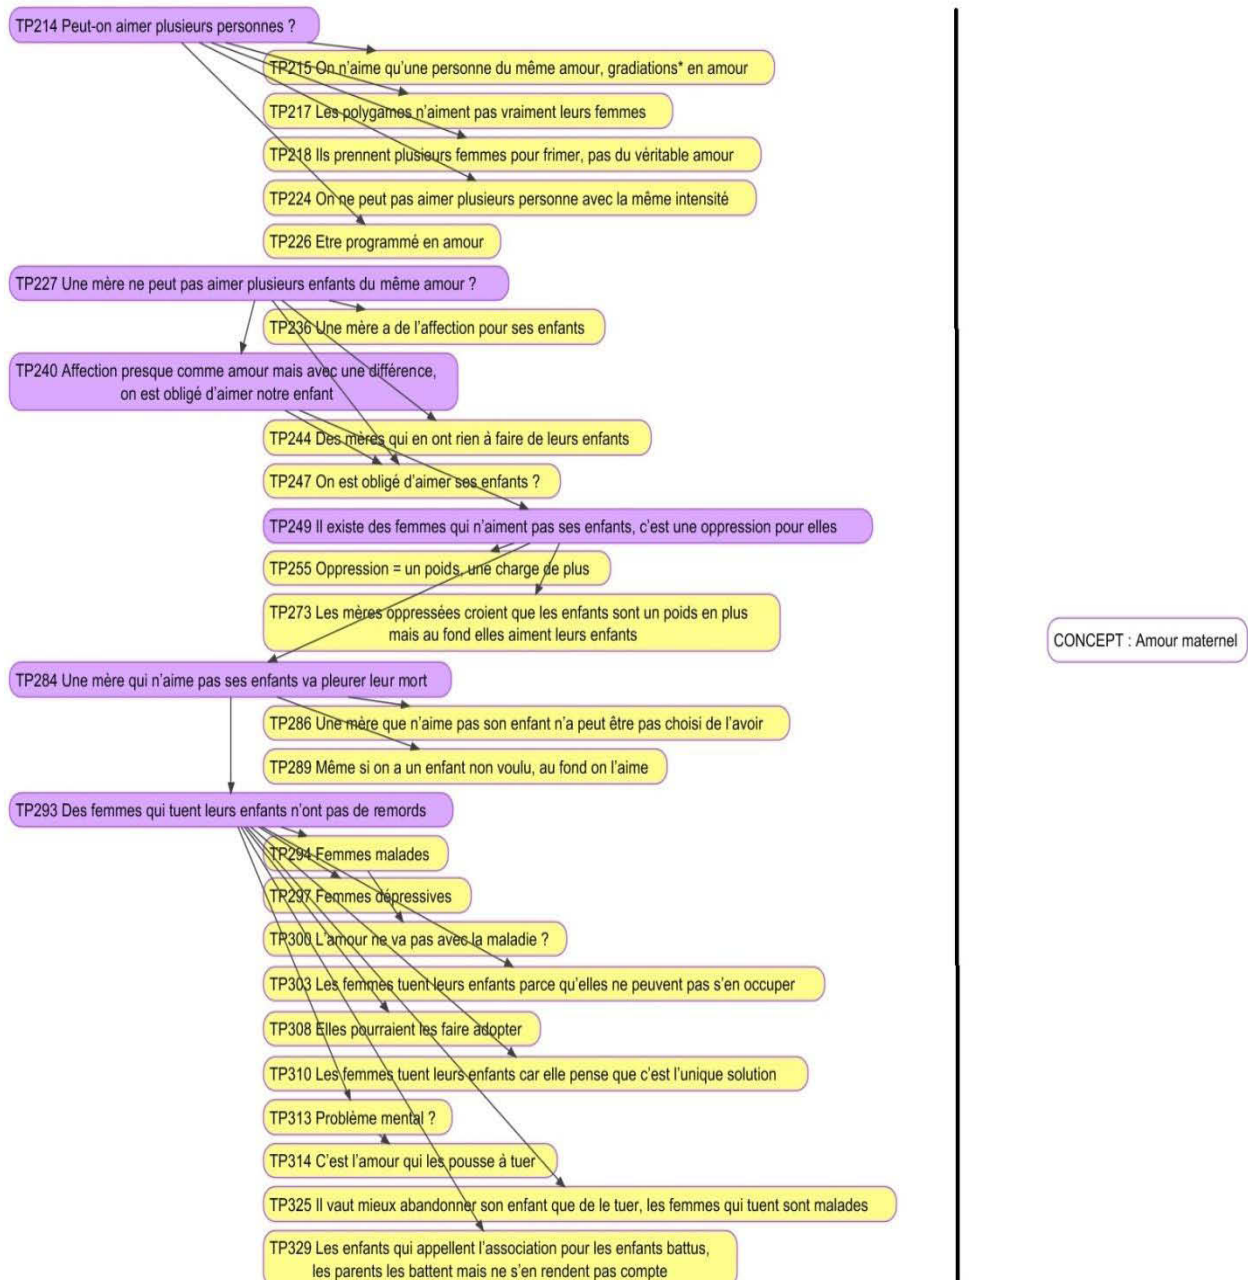 TP214 Peut-on aimer plusieurs personnes ?
TP215 On n'aime qu'une personne du même amour, gradiations* en amour
TP217 Les polygamos n'aiment pas vraiment leurs femmes
TP218 Ils prennent plusieurs femmes pour frimer, pas du véritable amour
TP224 On ne peut pas aimer plusieurs personne avec la même intensité
TP226 Etre programmé en amour
TP227 Une mère ne peut pas aimer plusieurs enfants du même amour ?
TP236 Une mère a de l'affection pour ses enfants
TP240 Affection presque comme amour mais avec une différence,
on est obligé d'aimer notre enfant
TP244 Des mères qui en ont rien à faire de leurs enfants
TP247 On est obligé d'aimer ses enfants ?
TP249 Il existe des femmes qui n'aiment pas ses enfants, c'est une oppression pour elles
TP255 Oppression = un poids, une charge de plus
TP273 Les mères oppressées croient que les enfants sont un poids en plus
mais au fond elles aiment leurs enfants
CONCEPT : Amour maternel
TP284 Une mère qui n'aime pas ses enfants va pleurer leur mort
TP286 Une mère que n'aime pas son enfant n'a peut être pas choisi de l'avoir
TP289 Même si on a un enfant non voulu, au fond on l'aime
TP293 Des femmes qui tuent leurs enfants n'ont pas de remords
TP294 Femmes malades
TP297 Femmes dépressives
TP300 L'amour ne va pas avec la maladie ?
TP303 Les femmes tuent leurs enfants parce qu'elles ne peuvent pas s'en occuper
TP308 Elles pourraient les faire adopter
TP310 Les femmes tuent leurs enfants car elle pense que c'est l'unique solution
TP313 Problème mental ?
TP314 C'est l'amour qui les pousse à tuer
TP325 Il vaut mieux abandonner son enfant que de le tuer, les femmes qui tuent sont malades
TP329 Les enfants qui appellent l'association pour les enfants battus,
les parents les battent mais ne s'en rendent pas compte